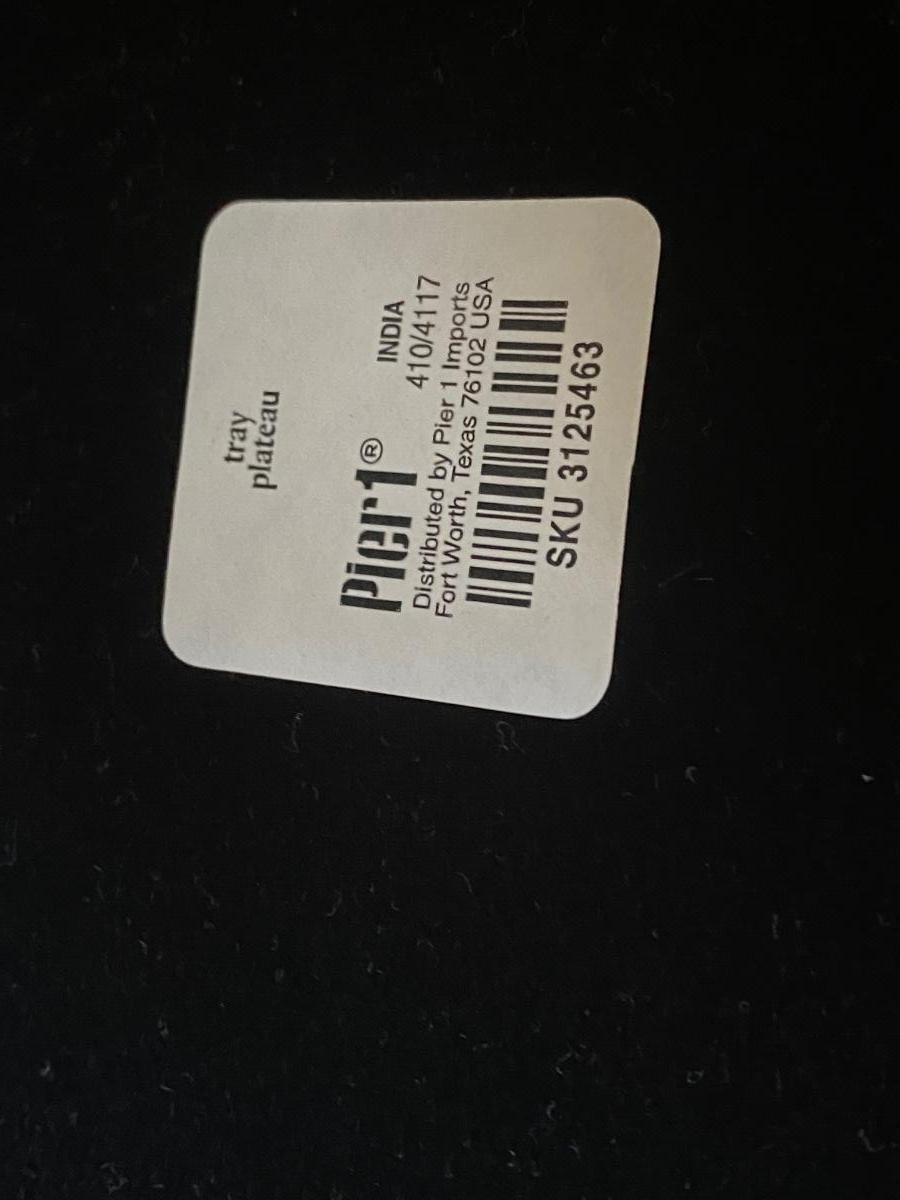 tray
plateau
Pier1®
INDIA
410/4117
Distributed by Pier 1 Imports
Fort Worth, Texas 76102 USA
SKU 3125463